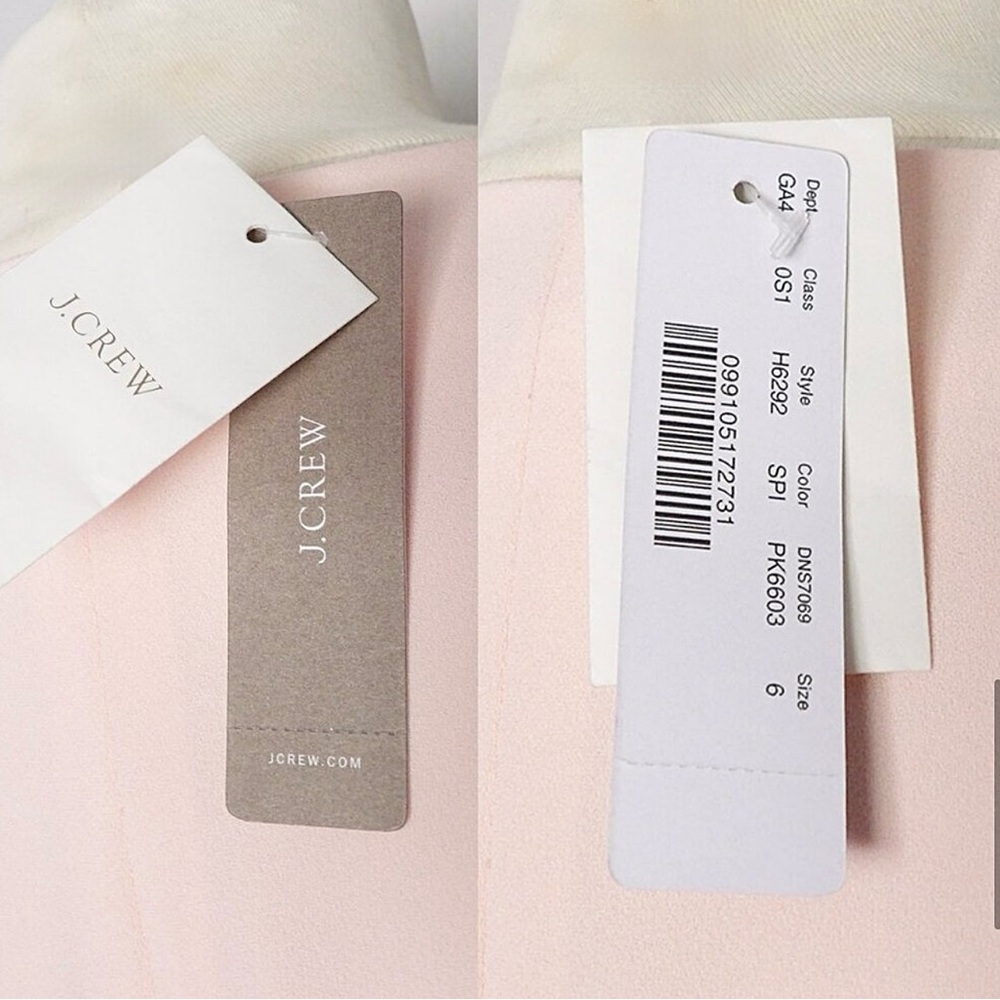 J.CREW
J.CREW
JCREW.COM
Dept. Class Style Color DNS7069 Size
GA4 0S1 H6292 SPI PK6603 6
099105172731